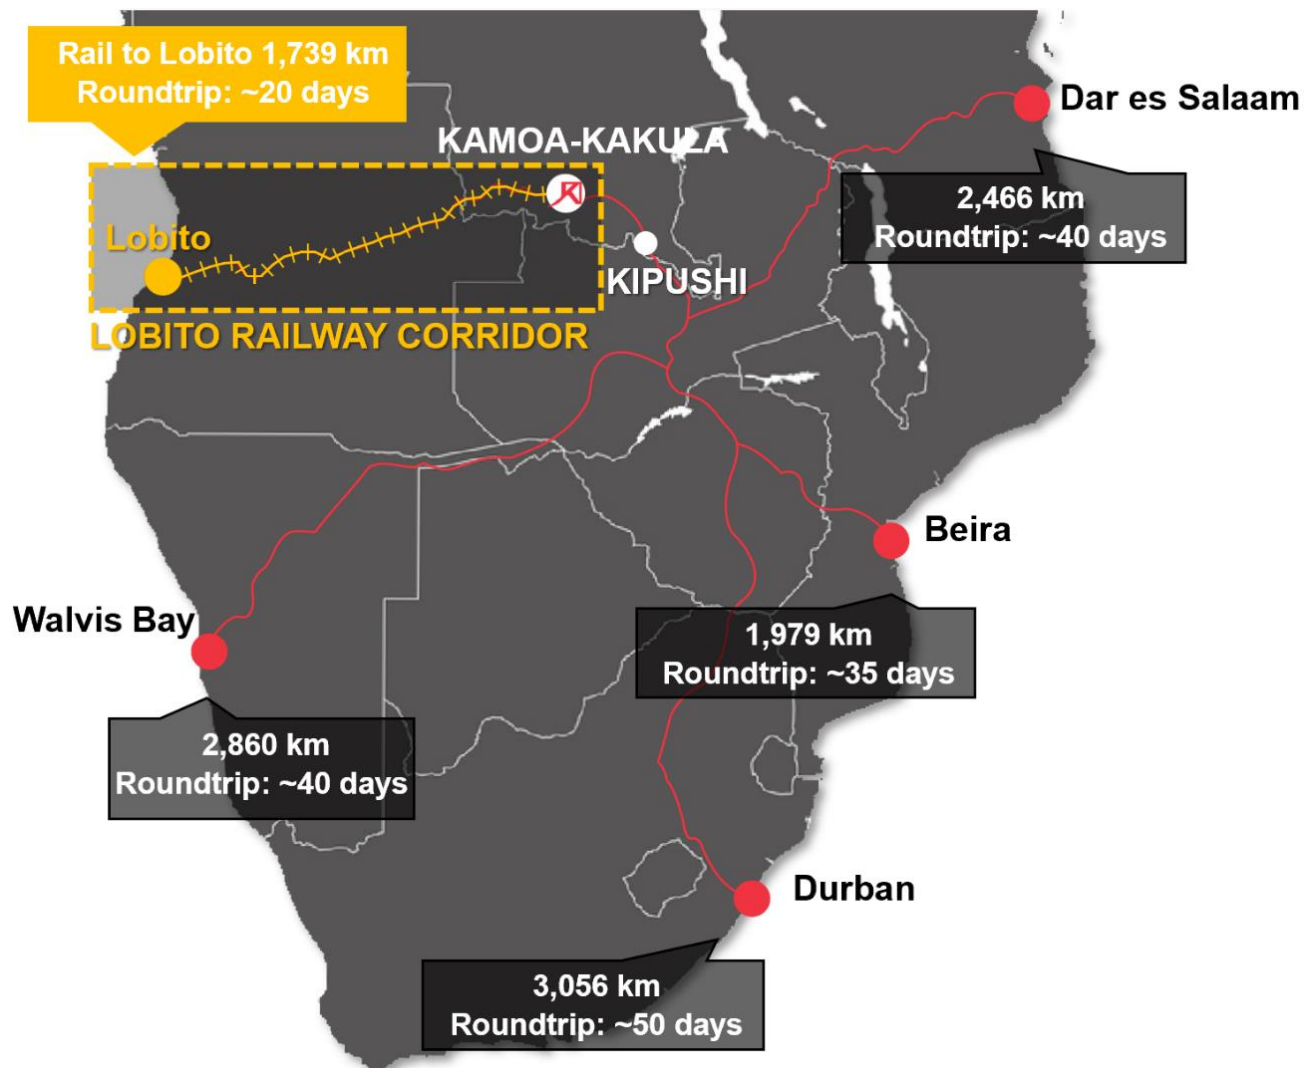 Rail to Lobito 1,739 km
Roundtrip: ~20 days
Dar es Salaam
KAMOA-KAKULA
2,466 km
Roundtrip: ~40 days
Lobito
KIPUSHI
LOBITO RAILWAY CORRIDOR
Beira
Walvis Bay
1,979 km
Roundtrip: ~35 days
2,860 km
Roundtrip: ~40 days
Durban
3,056 km
Roundtrip: ~50 days